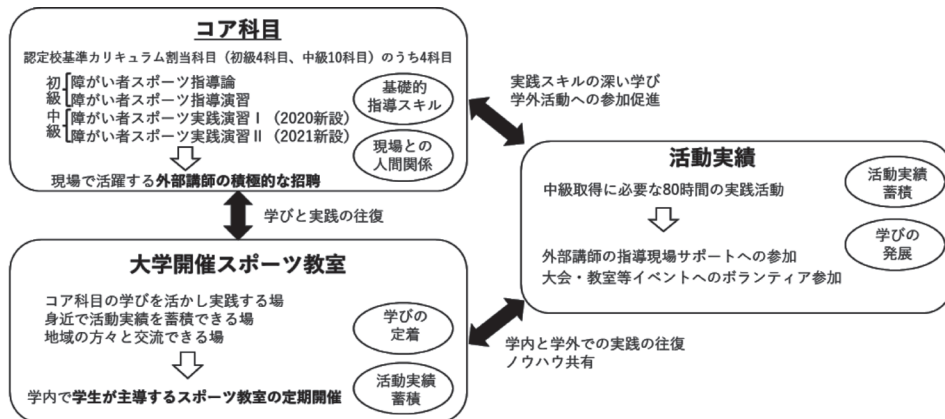 コア科目
認定校基準カリキュラム割当科目（初級4科目、中級10科目）のうち4科目
初級
障がい者スポーツ指導論
障がい者スポーツ指導演習
中級
障がい者スポーツ実践演習Ⅰ（2020新設）
障がい者スポーツ実践演習Ⅱ（2021新設）
現場で活躍する外部講師の積極的な招聘
基礎的
指導スキル
現場との
人間関係
実践スキルの深い学び
学外活動への参加促進
学びと実践の往復
活動実績
中級取得に必要な80時間の実践活動
外部講師の指導現場サポートへの参加
大会・教室等イベントへのボランティア参加
活動実績
蓄積
学びの
発展
大学開催スポーツ教室
コア科目の学びを活かし実践する場
身近で活動実績を蓄積できる場
地域の方々と交流できる場
学内で学生が主導するスポーツ教室の定期開催
学びの
定着
活動実績
蓄積
学内と学外での実践の往復
ノウハウ共有